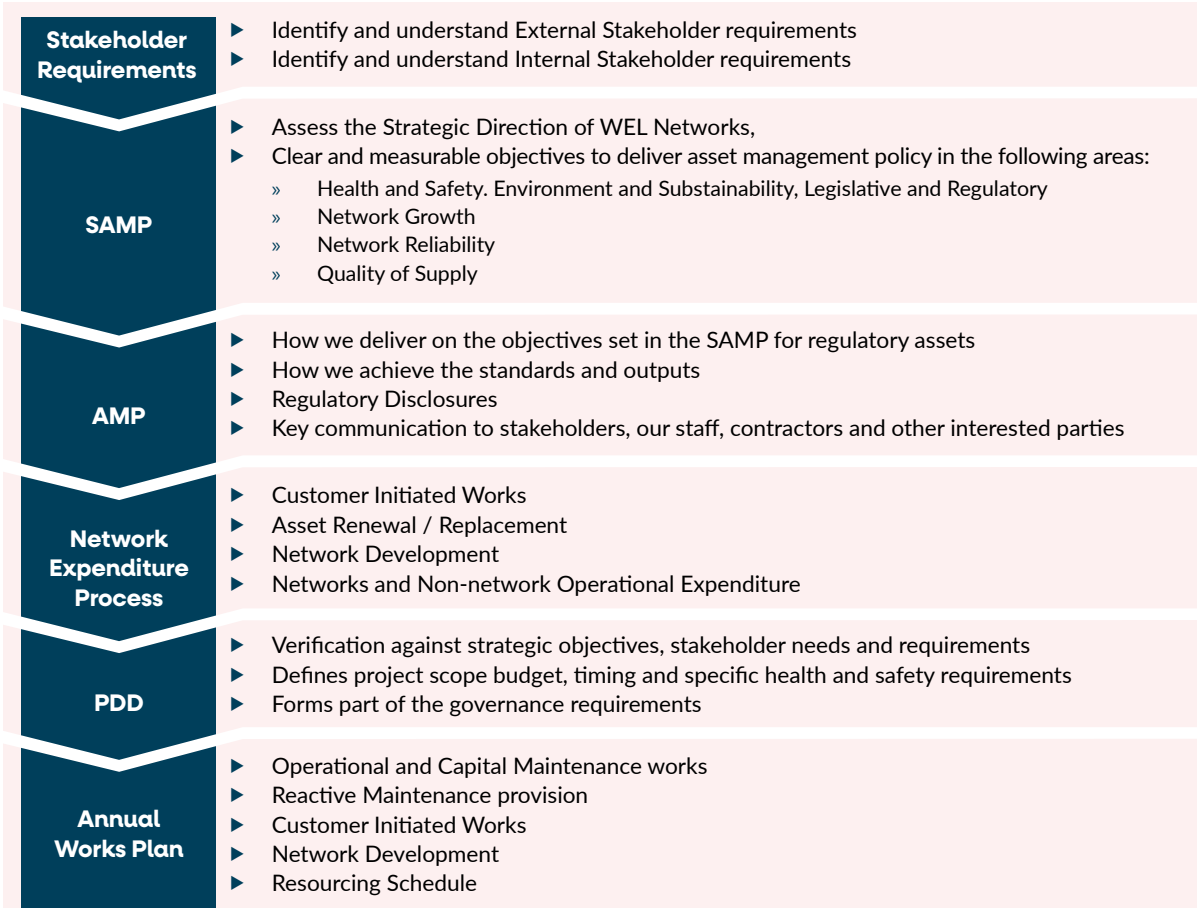 Stakeholder
Requirements
▶ Identify and understand External Stakeholder requirements
▶ Identify and understand Internal Stakeholder requirements
SAMP
▶ Assess the Strategic Direction of WEL Networks,
▶ Clear and measurable objectives to deliver asset management policy in the following areas:
» Health and Safety. Environment and Substainability, Legislative and Regulatory
» Network Growth
» Network Reliability
» Quality of Supply
AMP
▶ How we deliver on the objectives set in the SAMP for regulatory assets
▶ How we achieve the standards and outputs
▶ Regulatory Disclosures
▶ Key communication to stakeholders, our staff, contractors and other interested parties
Network
Expenditure
Process
▶ Customer Initiated Works
▶ Asset Renewal / Replacement
▶ Network Development
▶ Networks and Non-network Operational Expenditure
PDD
▶ Verification against strategic objectives, stakeholder needs and requirements
▶ Defines project scope budget, timing and specific health and safety requirements
▶ Forms part of the governance requirements
Annual
Works Plan
▶ Operational and Capital Maintenance works
▶ Reactive Maintenance provision
▶ Customer Initiated Works
▶ Network Development
▶ Resourcing Schedule